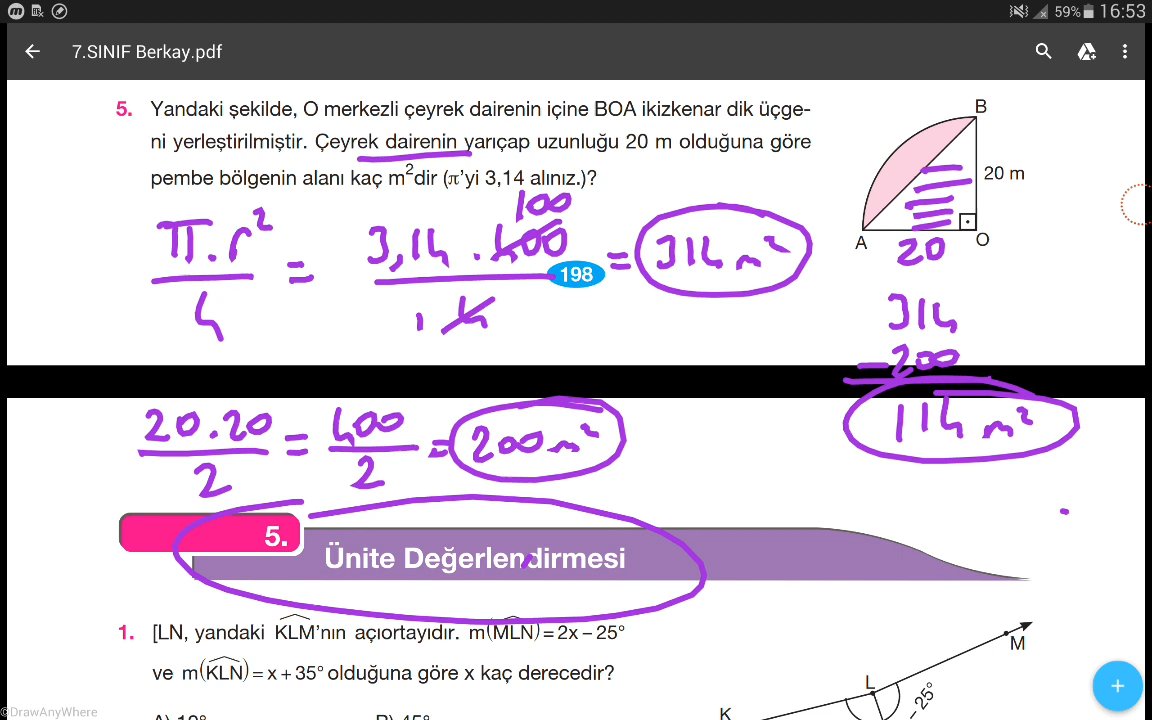 59% 16:53
7.SINIF Berkay.pdf
5. Yandaki şekilde, O merkezli çeyrek dairenin içine BOA ikizkenar dik üçge-
ni yerleştirilmiştir. Çeyrek dairenin yarıçap uzunluğu 20 m olduğuna göre
pembe bölgenin alanı kaç m²dir (π'yi 3,14 alınız.)?
B
20 m
A
O
20
π.r²
4
=
100
3,14 . 400
1 4
= 314 m²
198
314
-200
114 m²
20.20
2
=
400
2
= 200 m²
5.
Ünite Değerlendirmesi
1. [LN, yandaki KLM'nın açıortayıdır. m(MLN)=2x−25°
ve m(KLN)=x+35° olduğuna göre x kaç derecedir?
M
L
K
−25°
+
©DrawAnyWhere